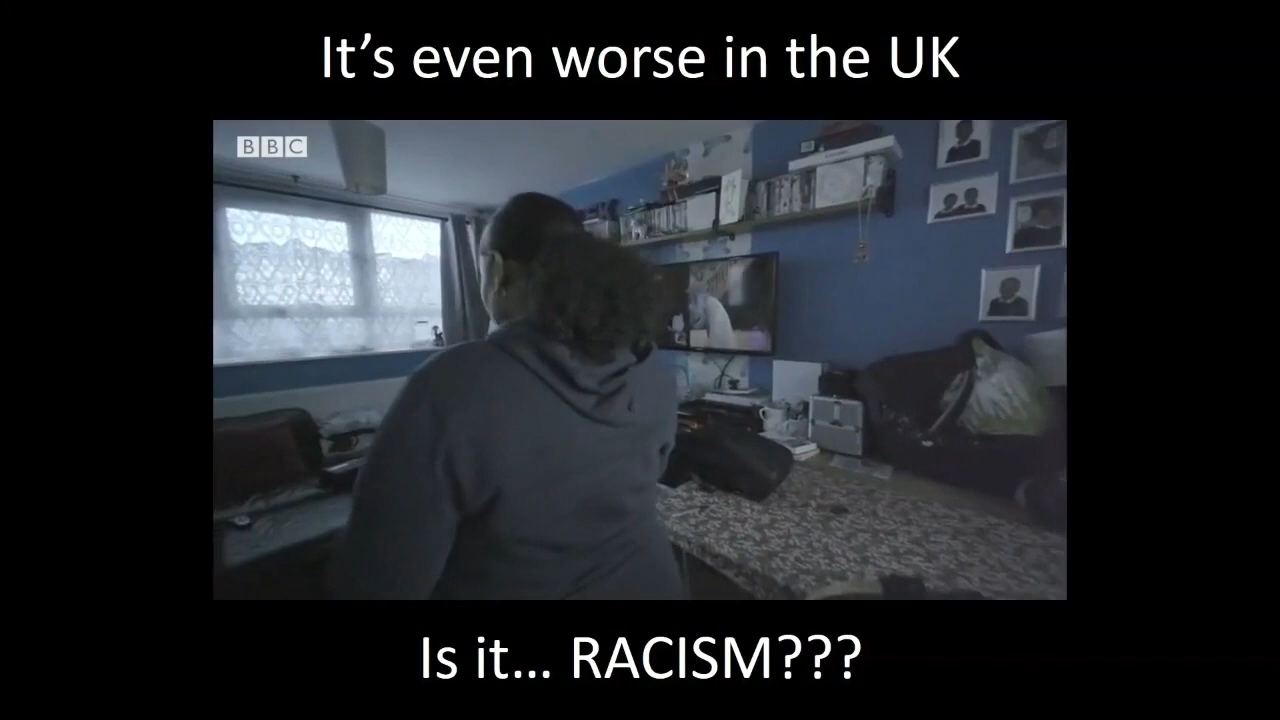 It’s even worse in the UK
BBC
Is it… RACISM???